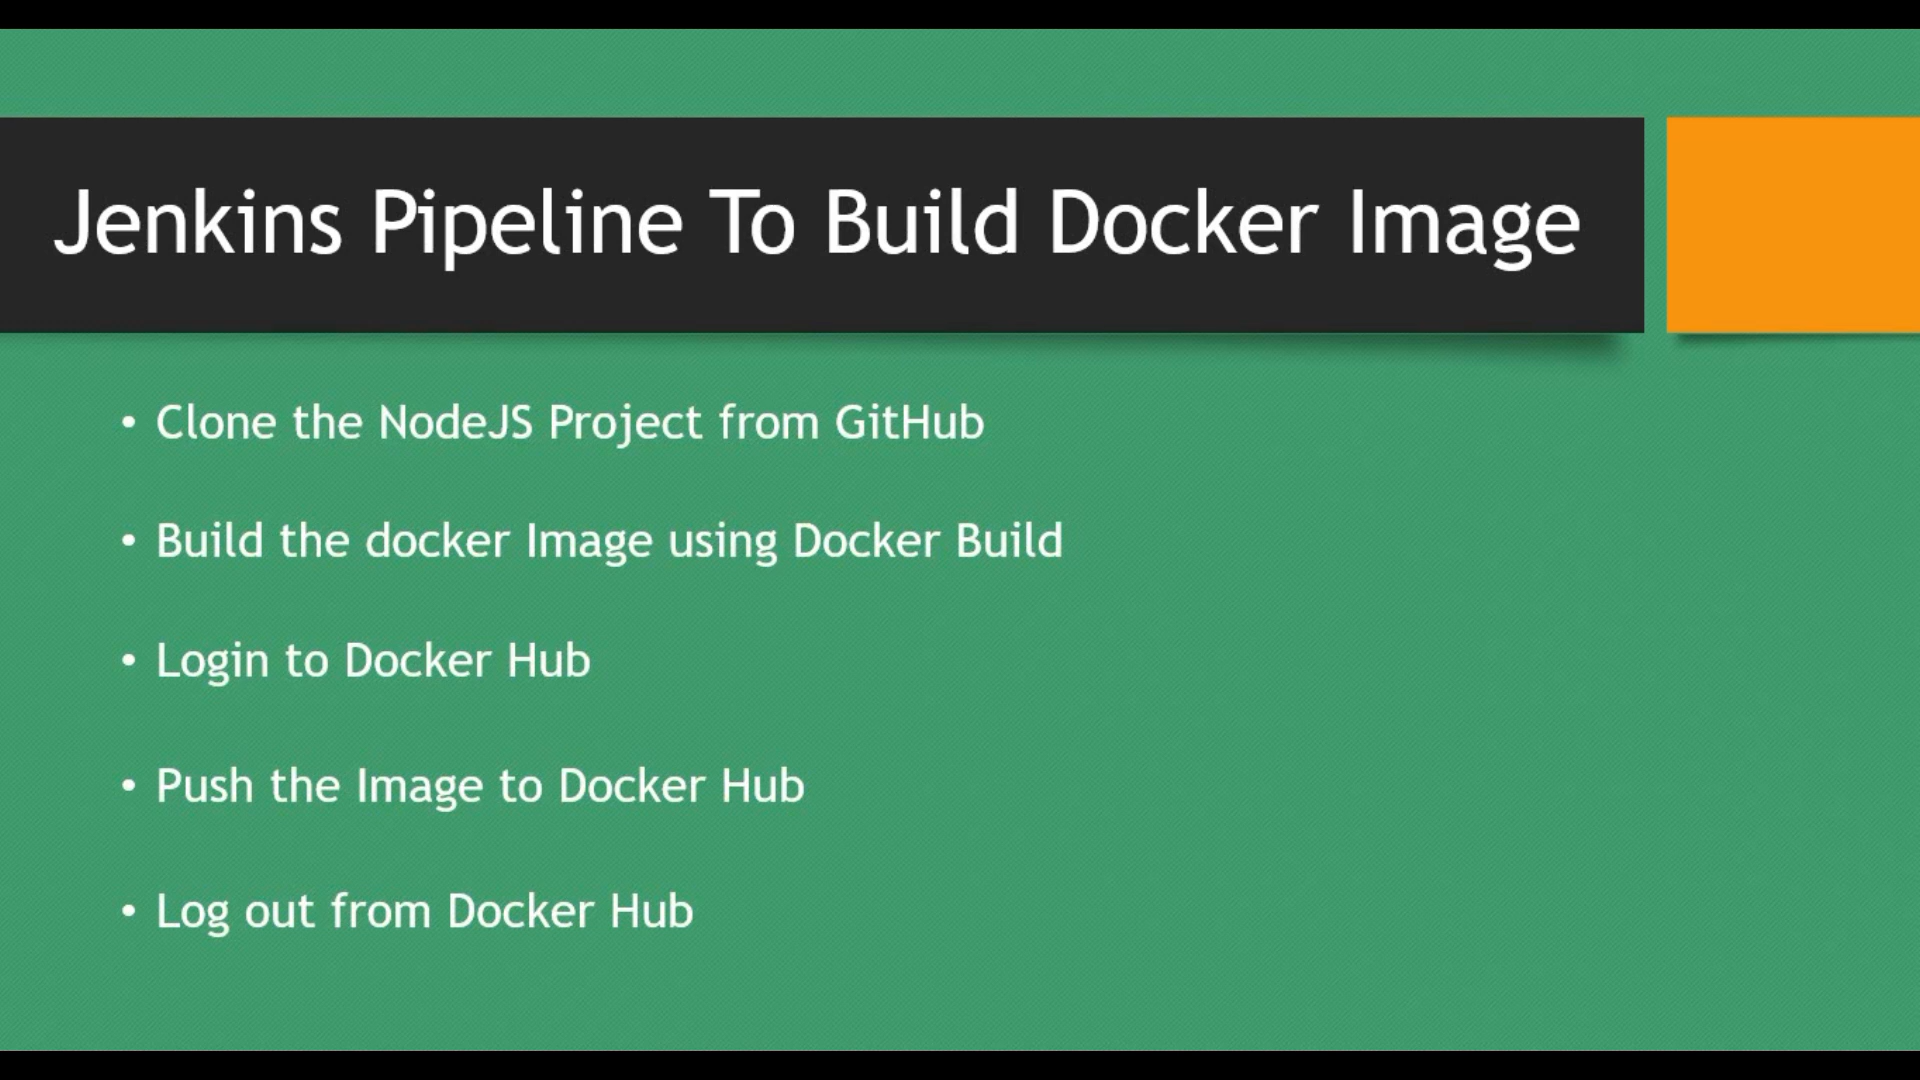 Jenkins Pipeline To Build Docker Image
• Clone the NodeJS Project from GitHub
• Build the docker Image using Docker Build
• Login to Docker Hub
• Push the Image to Docker Hub
• Log out from Docker Hub